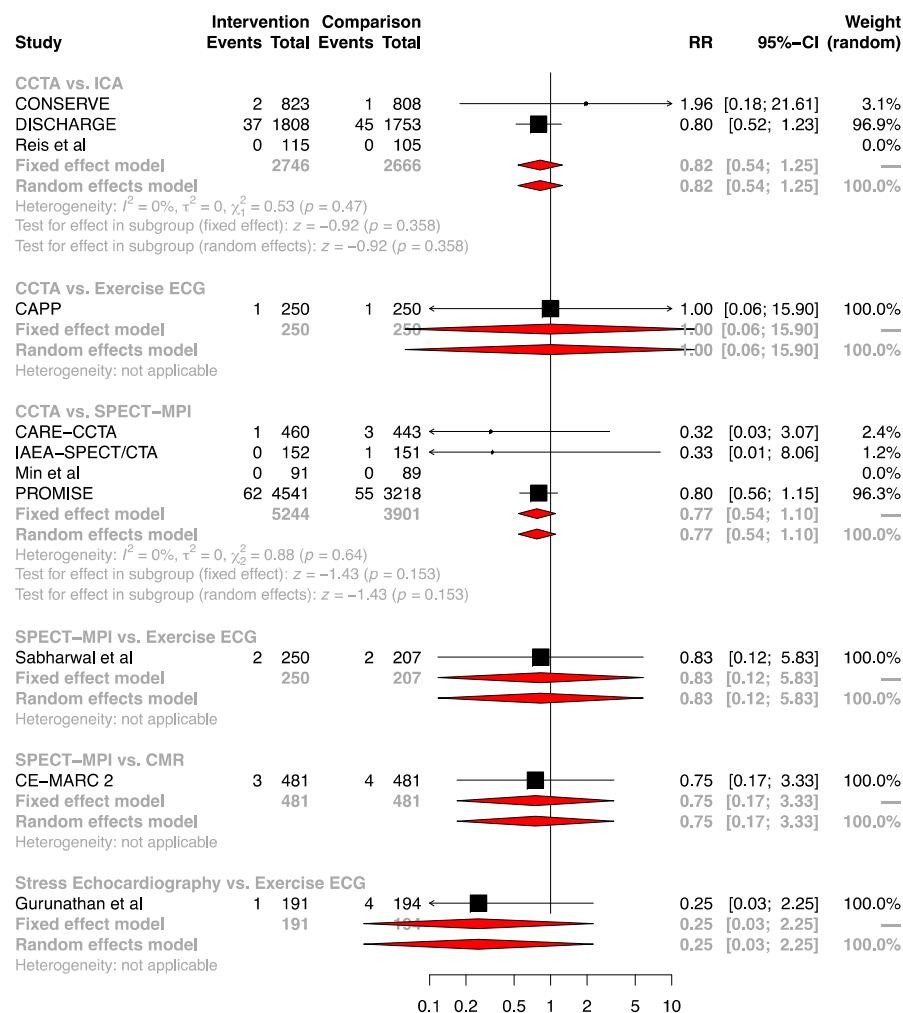 Intervention Comparison Weight
Study Events Total Events Total RR 95%−CI (random)
CCTA vs. ICA
CONSERVE 2 823 1 808 1.96 [0.18; 21.61] 3.1%
DISCHARGE 37 1808 45 1753 0.80 [0.52; 1.23] 96.9%
Reis et al 0 115 0 105 0.0%
Fixed effect model 2746 2666 0.82 [0.54; 1.25] —
Random effects model 0.82 [0.54; 1.25] 100.0%
Heterogeneity: I² = 0%, τ² = 0, χ²₁ = 0.53 (p = 0.47)
Test for effect in subgroup (fixed effect): z = −0.92 (p = 0.358)
Test for effect in subgroup (random effects): z = −0.92 (p = 0.358)
CCTA vs. Exercise ECG
CAPP 1 250 1 250 1.00 [0.06; 15.90] 100.0%
Fixed effect model 250 250 1.00 [0.06; 15.90] —
Random effects model 1.00 [0.06; 15.90] 100.0%
Heterogeneity: not applicable
CCTA vs. SPECT−MPI
CARE−CCTA 1 460 3 443 0.32 [0.03; 3.07] 2.4%
IAEA−SPECT/CTA 0 152 1 151 0.33 [0.01; 8.06] 1.2%
Min et al 0 91 0 89 0.0%
PROMISE 62 4541 55 3218 0.80 [0.56; 1.15] 96.3%
Fixed effect model 5244 3901 0.77 [0.54; 1.10] —
Random effects model 0.77 [0.54; 1.10] 100.0%
Heterogeneity: I² = 0%, τ² = 0, χ²₂ = 0.88 (p = 0.64)
Test for effect in subgroup (fixed effect): z = −1.43 (p = 0.153)
Test for effect in subgroup (random effects): z = −1.43 (p = 0.153)
SPECT−MPI vs. Exercise ECG
Sabharwal et al 2 250 2 207 0.83 [0.12; 5.83] 100.0%
Fixed effect model 250 207 0.83 [0.12; 5.83] —
Random effects model 0.83 [0.12; 5.83] 100.0%
Heterogeneity: not applicable
SPECT−MPI vs. CMR
CE−MARC 2 3 481 4 481 0.75 [0.17; 3.33] 100.0%
Fixed effect model 481 481 0.75 [0.17; 3.33] —
Random effects model 0.75 [0.17; 3.33] 100.0%
Heterogeneity: not applicable
Stress Echocardiography vs. Exercise ECG
Gurunathan et al 1 191 4 194 0.25 [0.03; 2.25] 100.0%
Fixed effect model 191 194 0.25 [0.03; 2.25] —
Random effects model 0.25 [0.03; 2.25] 100.0%
Heterogeneity: not applicable
0.1 0.2 0.5 1 2 5 10